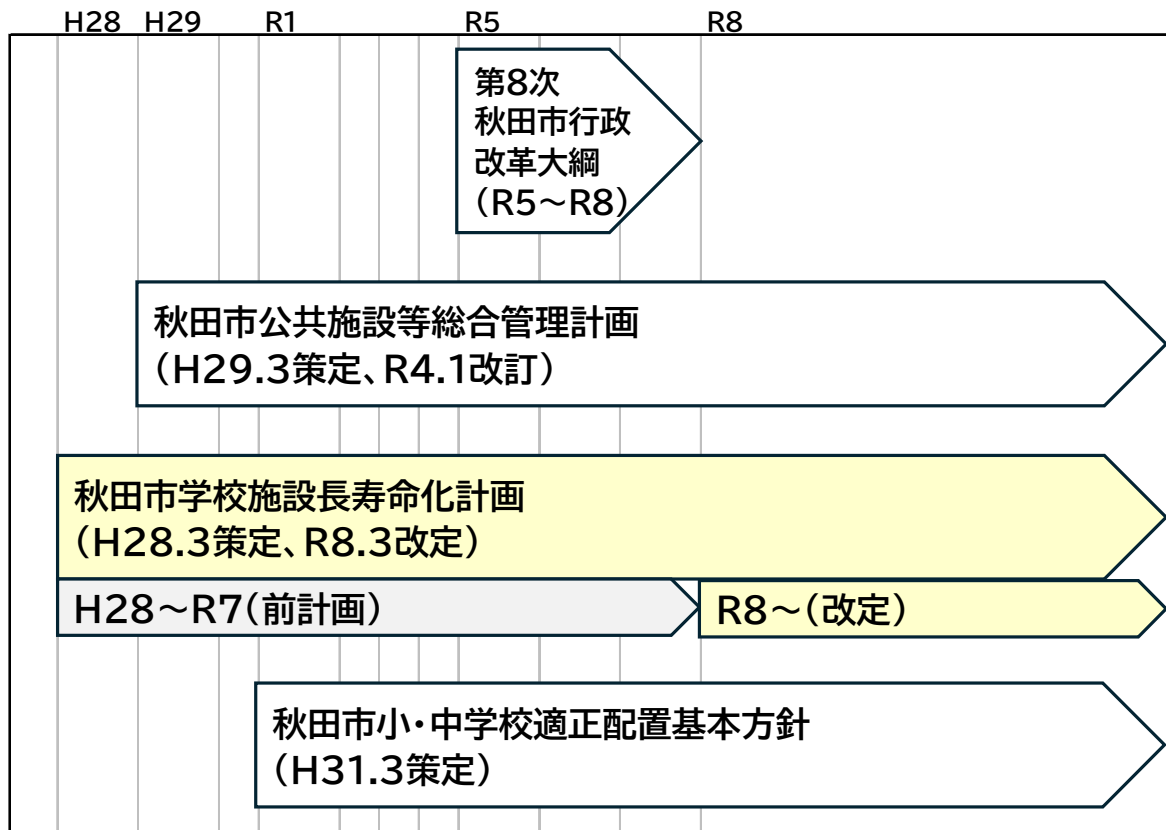 H28 H29 R1 R5 R8
第8次
秋田市行政
改革大綱
(R5～R8)
秋田市公共施設等総合管理計画
(H29.3策定、R4.1改訂)
秋田市学校施設長寿命化計画
(H28.3策定、R8.3改定)
H28～R7(前計画)
R8～(改定)
秋田市小・中学校適正配置基本方針
(H31.3策定)